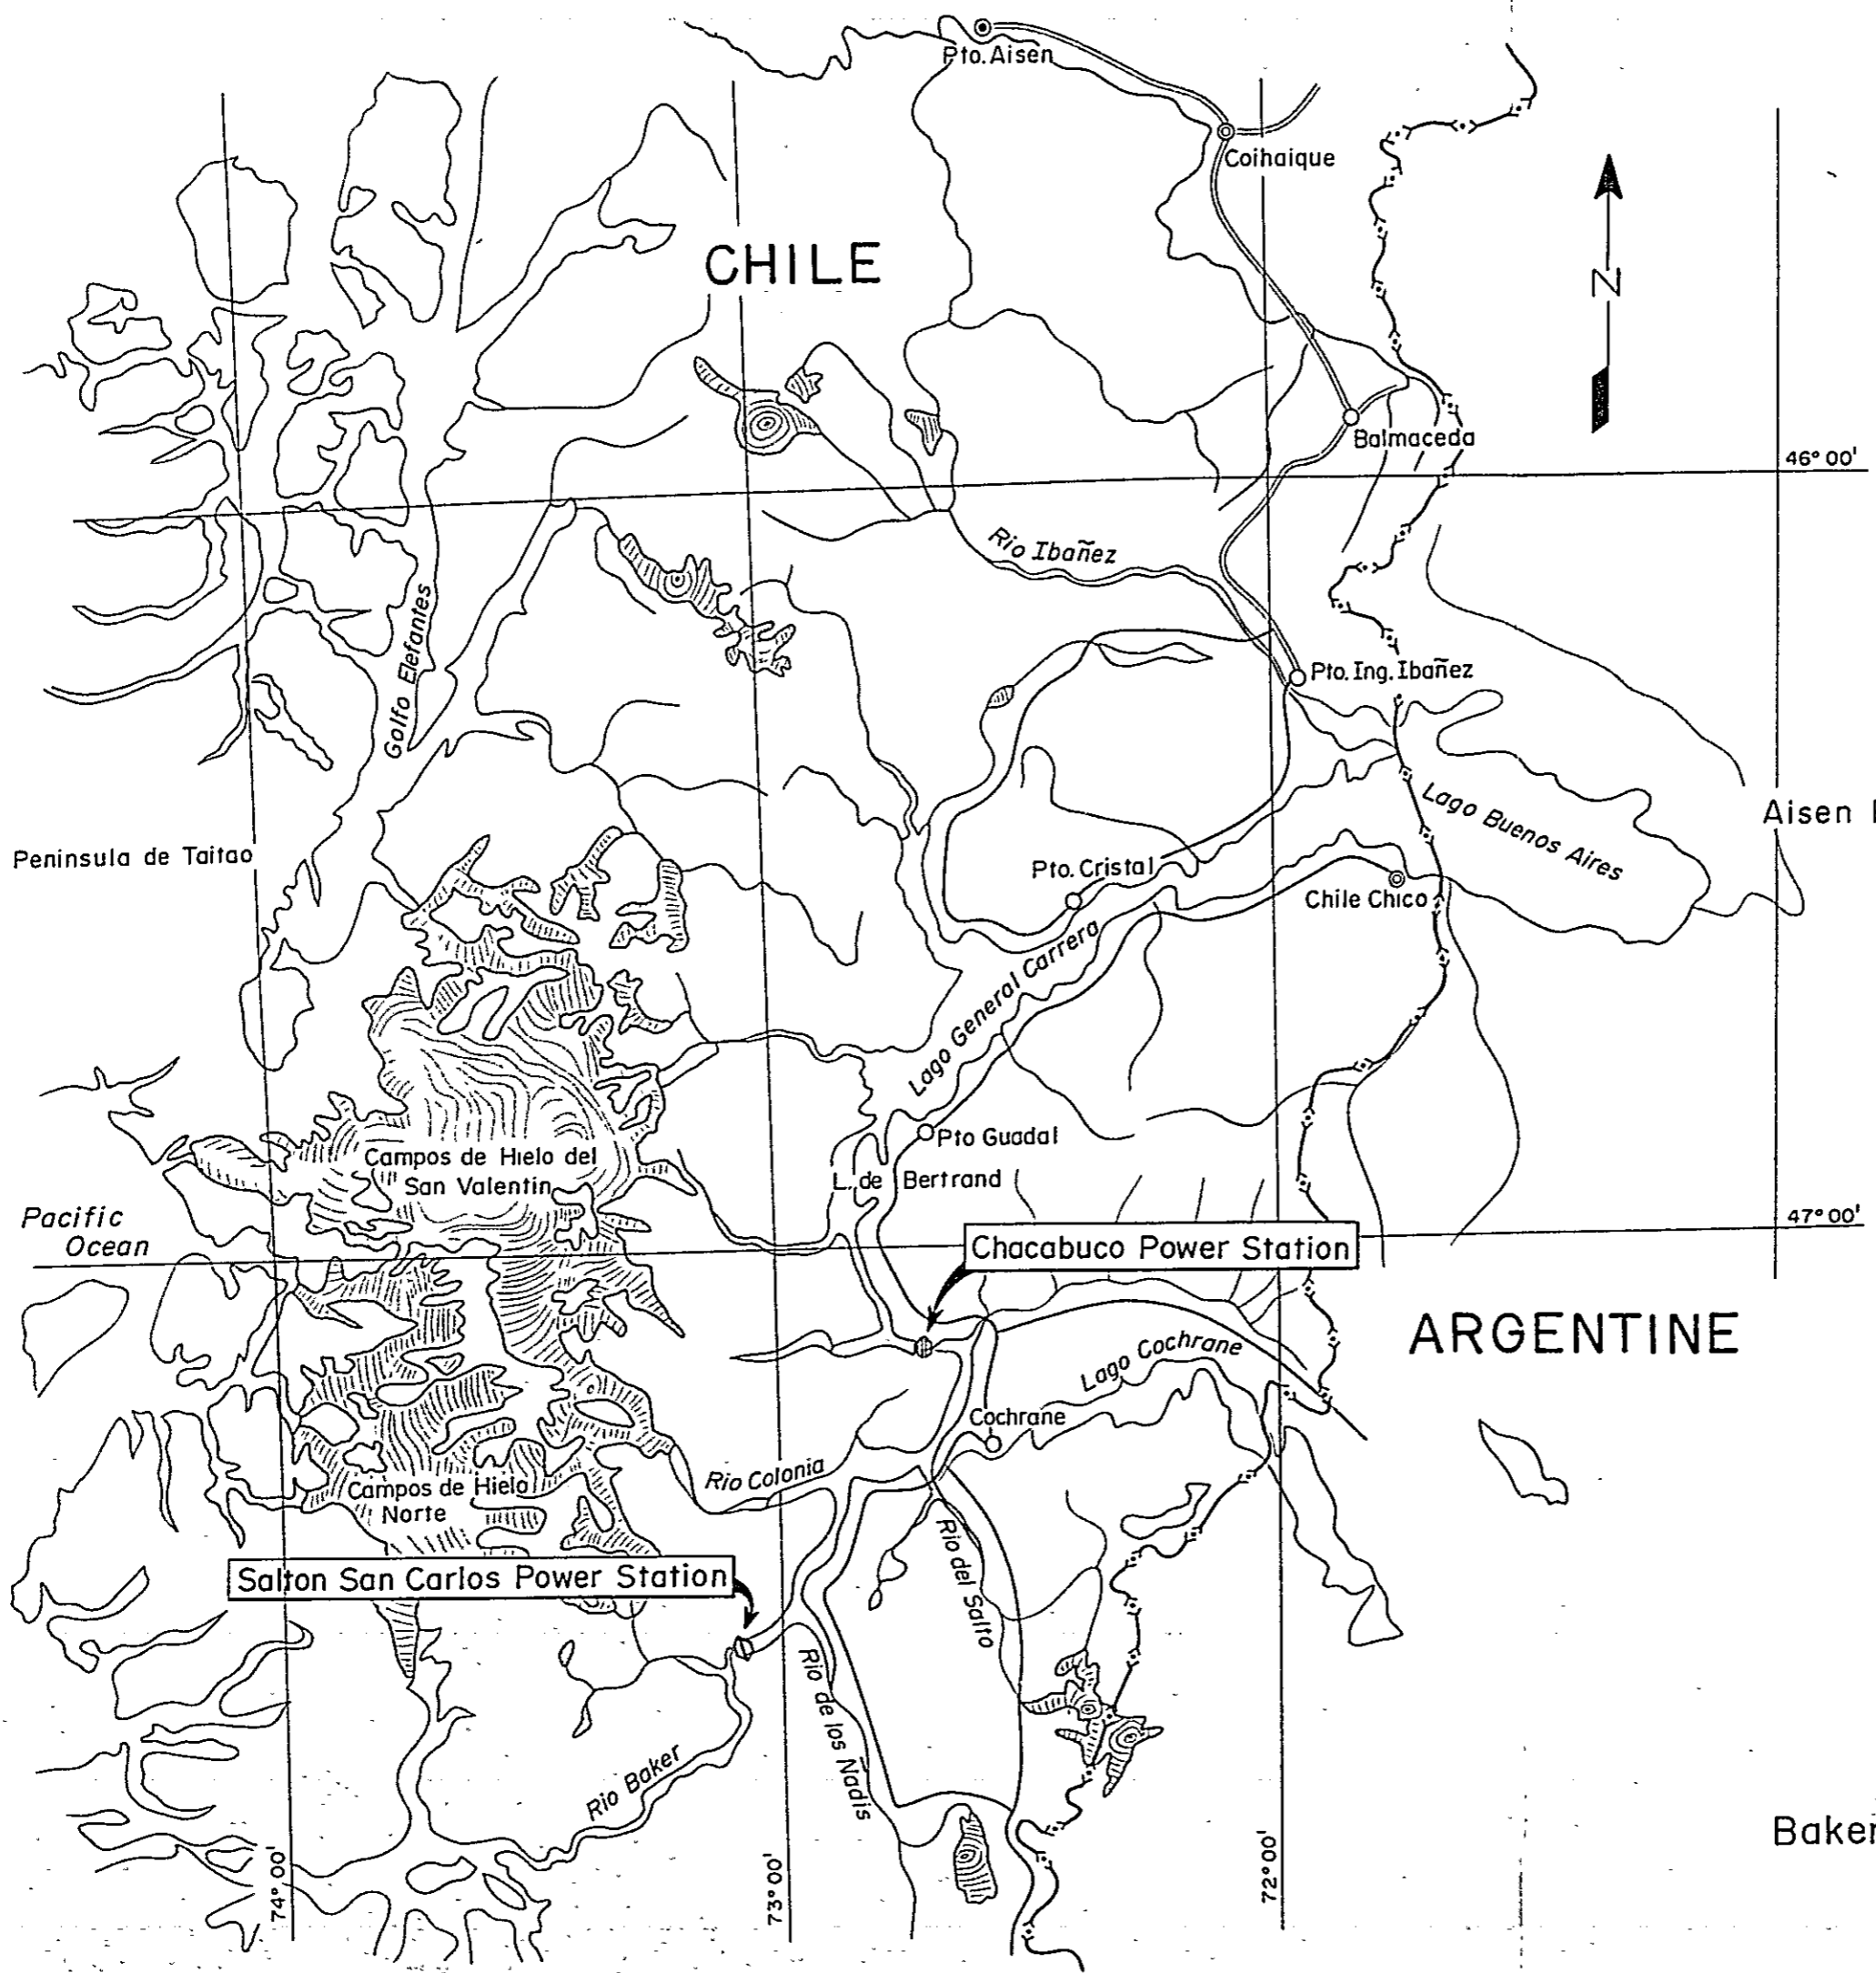 Pto. Aisen
Coihaique
CHILE
N
Balmaceda
46° 00'
Rio Ibañez
Golfo Elefantes
Pto. Ing. Ibañez
Lago Buenos Aires
Aisen
Peninsula de Taitao
Pto. Cristal
Chile Chico
Lago General Carrera
Pto Guadal
Campos de Hielo del
San Valentin
L. de Bertrand
Pacific
Ocean
47° 00'
Chacabuco Power Station
ARGENTINE
Lago Cochrane
Cochrane
Rio Colonia
Campos de Hielo
Norte
Rio del Salto
Salton San Carlos Power Station
Rio de los Ñadis
Rio Baker
Baker
74° 00'
73° 00'
72° 00'